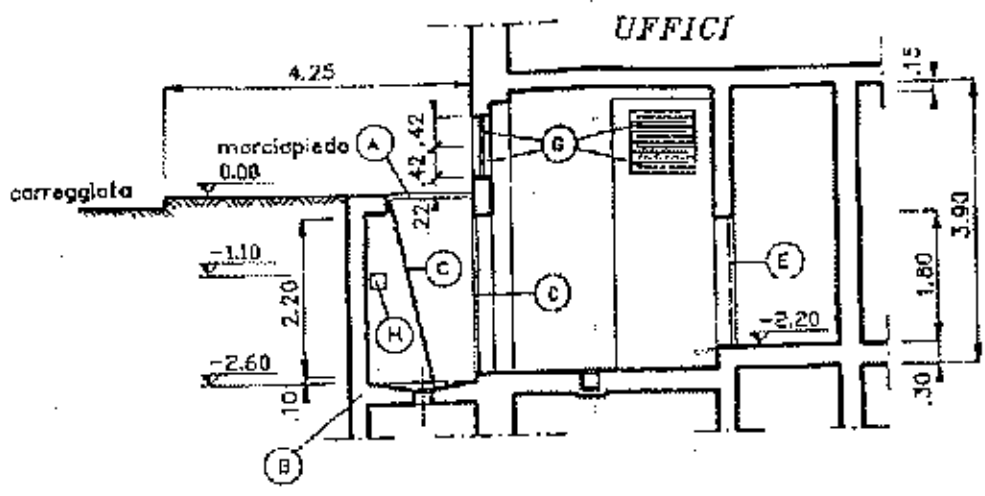 UFFICI
4.25
.15
marciapiede
A
.42
.42
G
0.00
carreggiata
.22
3.90
-1.10
C
C
E
1.80
2.20
H
-2.20
-2.60
.10
.30
B